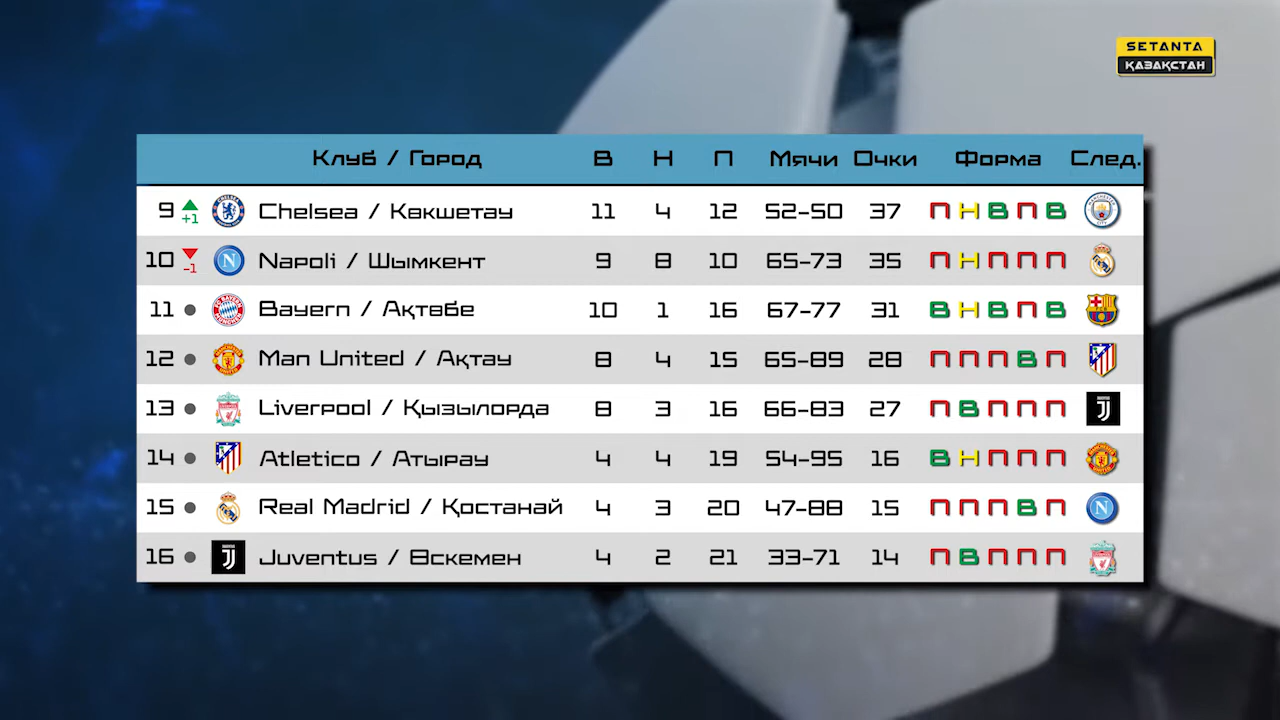 SETANTA
ҚАЗАҚСТАН
Клуб / Город В Н П Мячи Очки Форма След.
9 +1 Chelsea / Көкшетау 11 4 12 52-50 37 П Н В П В
10 -1 Napoli / Шымкент 9 8 10 65-73 35 П Н П П П
11 Bayern / Ақтөбе 10 1 16 67-77 31 В Н В П В
12 Man United / Ақтау 8 4 15 65-89 28 П П П В П
13 Liverpool / Қызылорда 8 3 16 66-83 27 П В П П П
14 Atletico / Атырау 4 4 19 54-95 16 В Н П П П
15 Real Madrid / Қостанай 4 3 20 47-88 15 П П П В П
16 Juventus / Өскемен 4 2 21 33-71 14 П В П П П